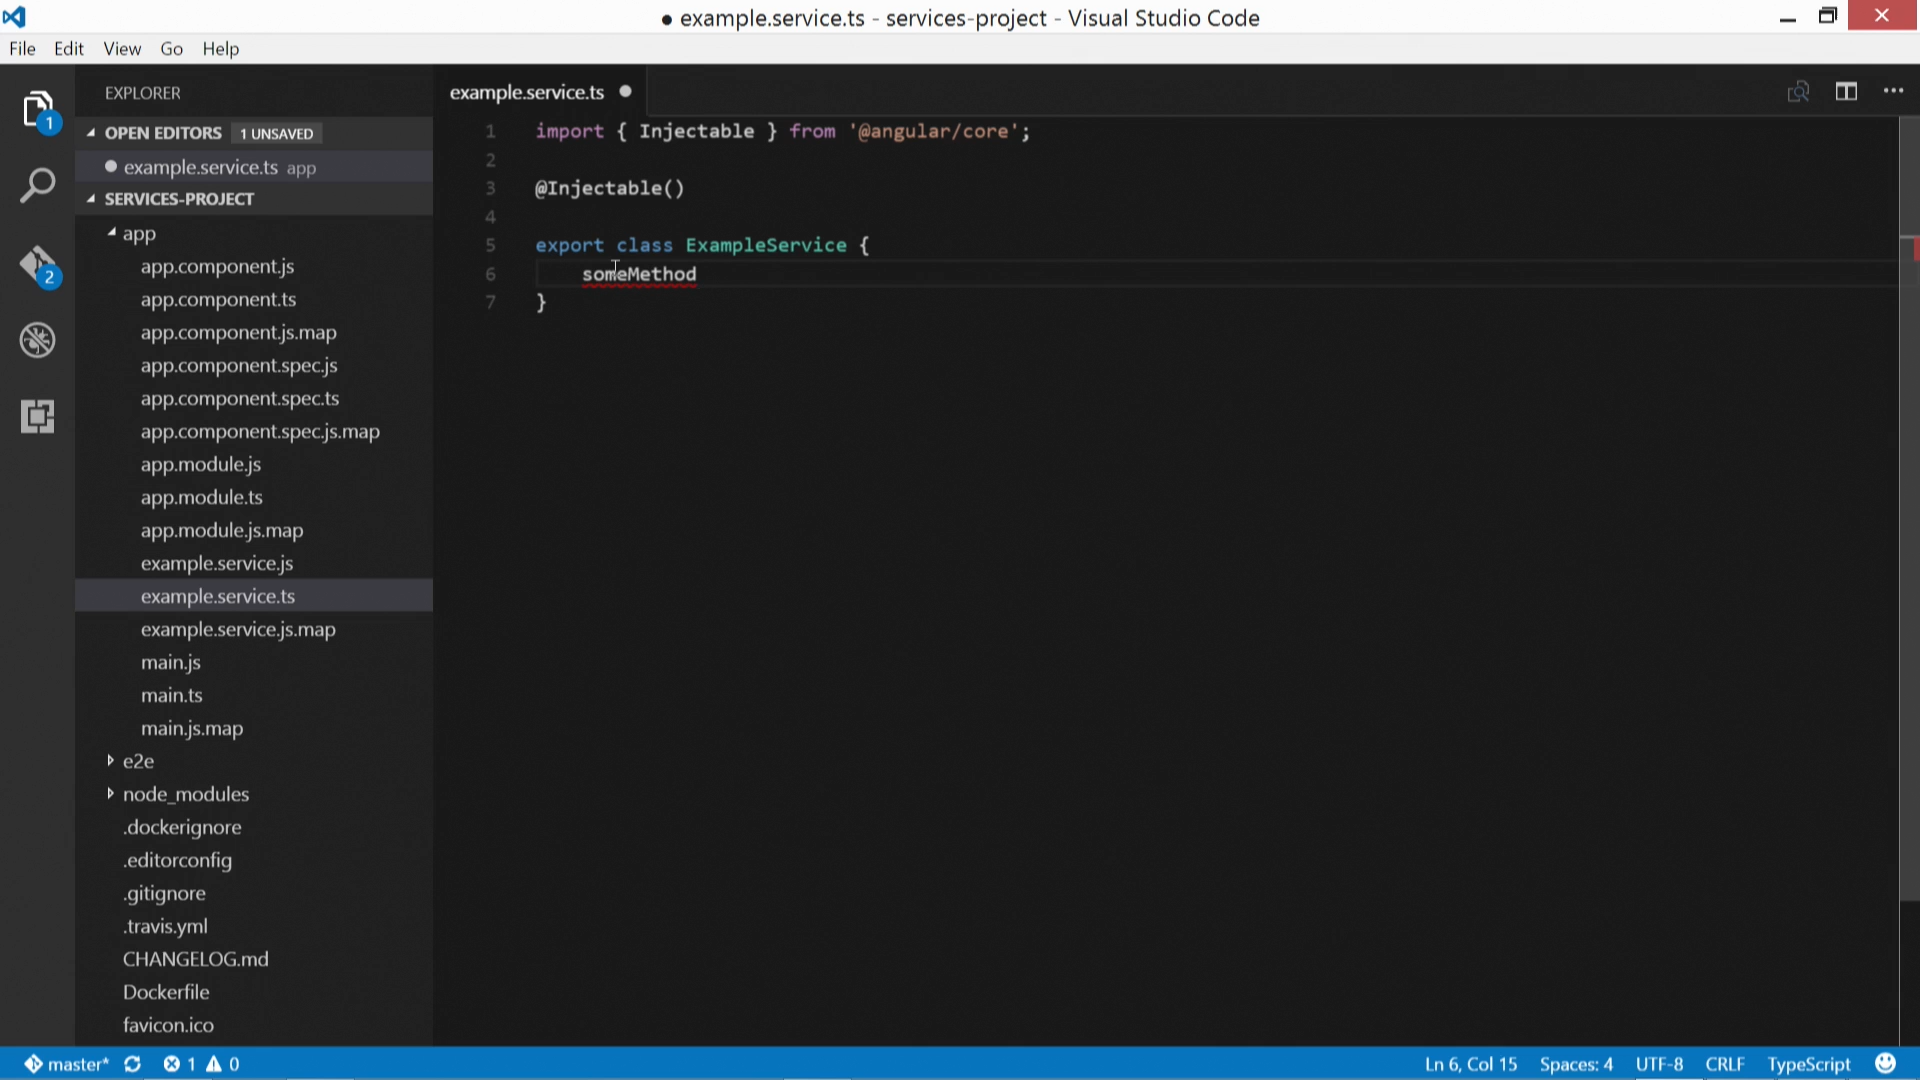 ● example.service.ts - services-project - Visual Studio Code
File Edit View Go Help
EXPLORER
OPEN EDITORS 1 UNSAVED
example.service.ts app
SERVICES-PROJECT
app
app.component.js
app.component.ts
app.component.js.map
app.component.spec.js
app.component.spec.ts
app.component.spec.js.map
app.module.js
app.module.ts
app.module.js.map
example.service.js
example.service.ts
example.service.js.map
main.js
main.ts
main.js.map
e2e
node_modules
.dockerignore
.editorconfig
.gitignore
.travis.yml
CHANGELOG.md
Dockerfile
favicon.ico
1
2
example.service.ts
1 import { Injectable } from '@angular/core';
2
3 @Injectable()
4
5 export class ExampleService {
6 someMethod
7 }
master* 1 0 Ln 6, Col 15 Spaces: 4 UTF-8 CRLF TypeScript